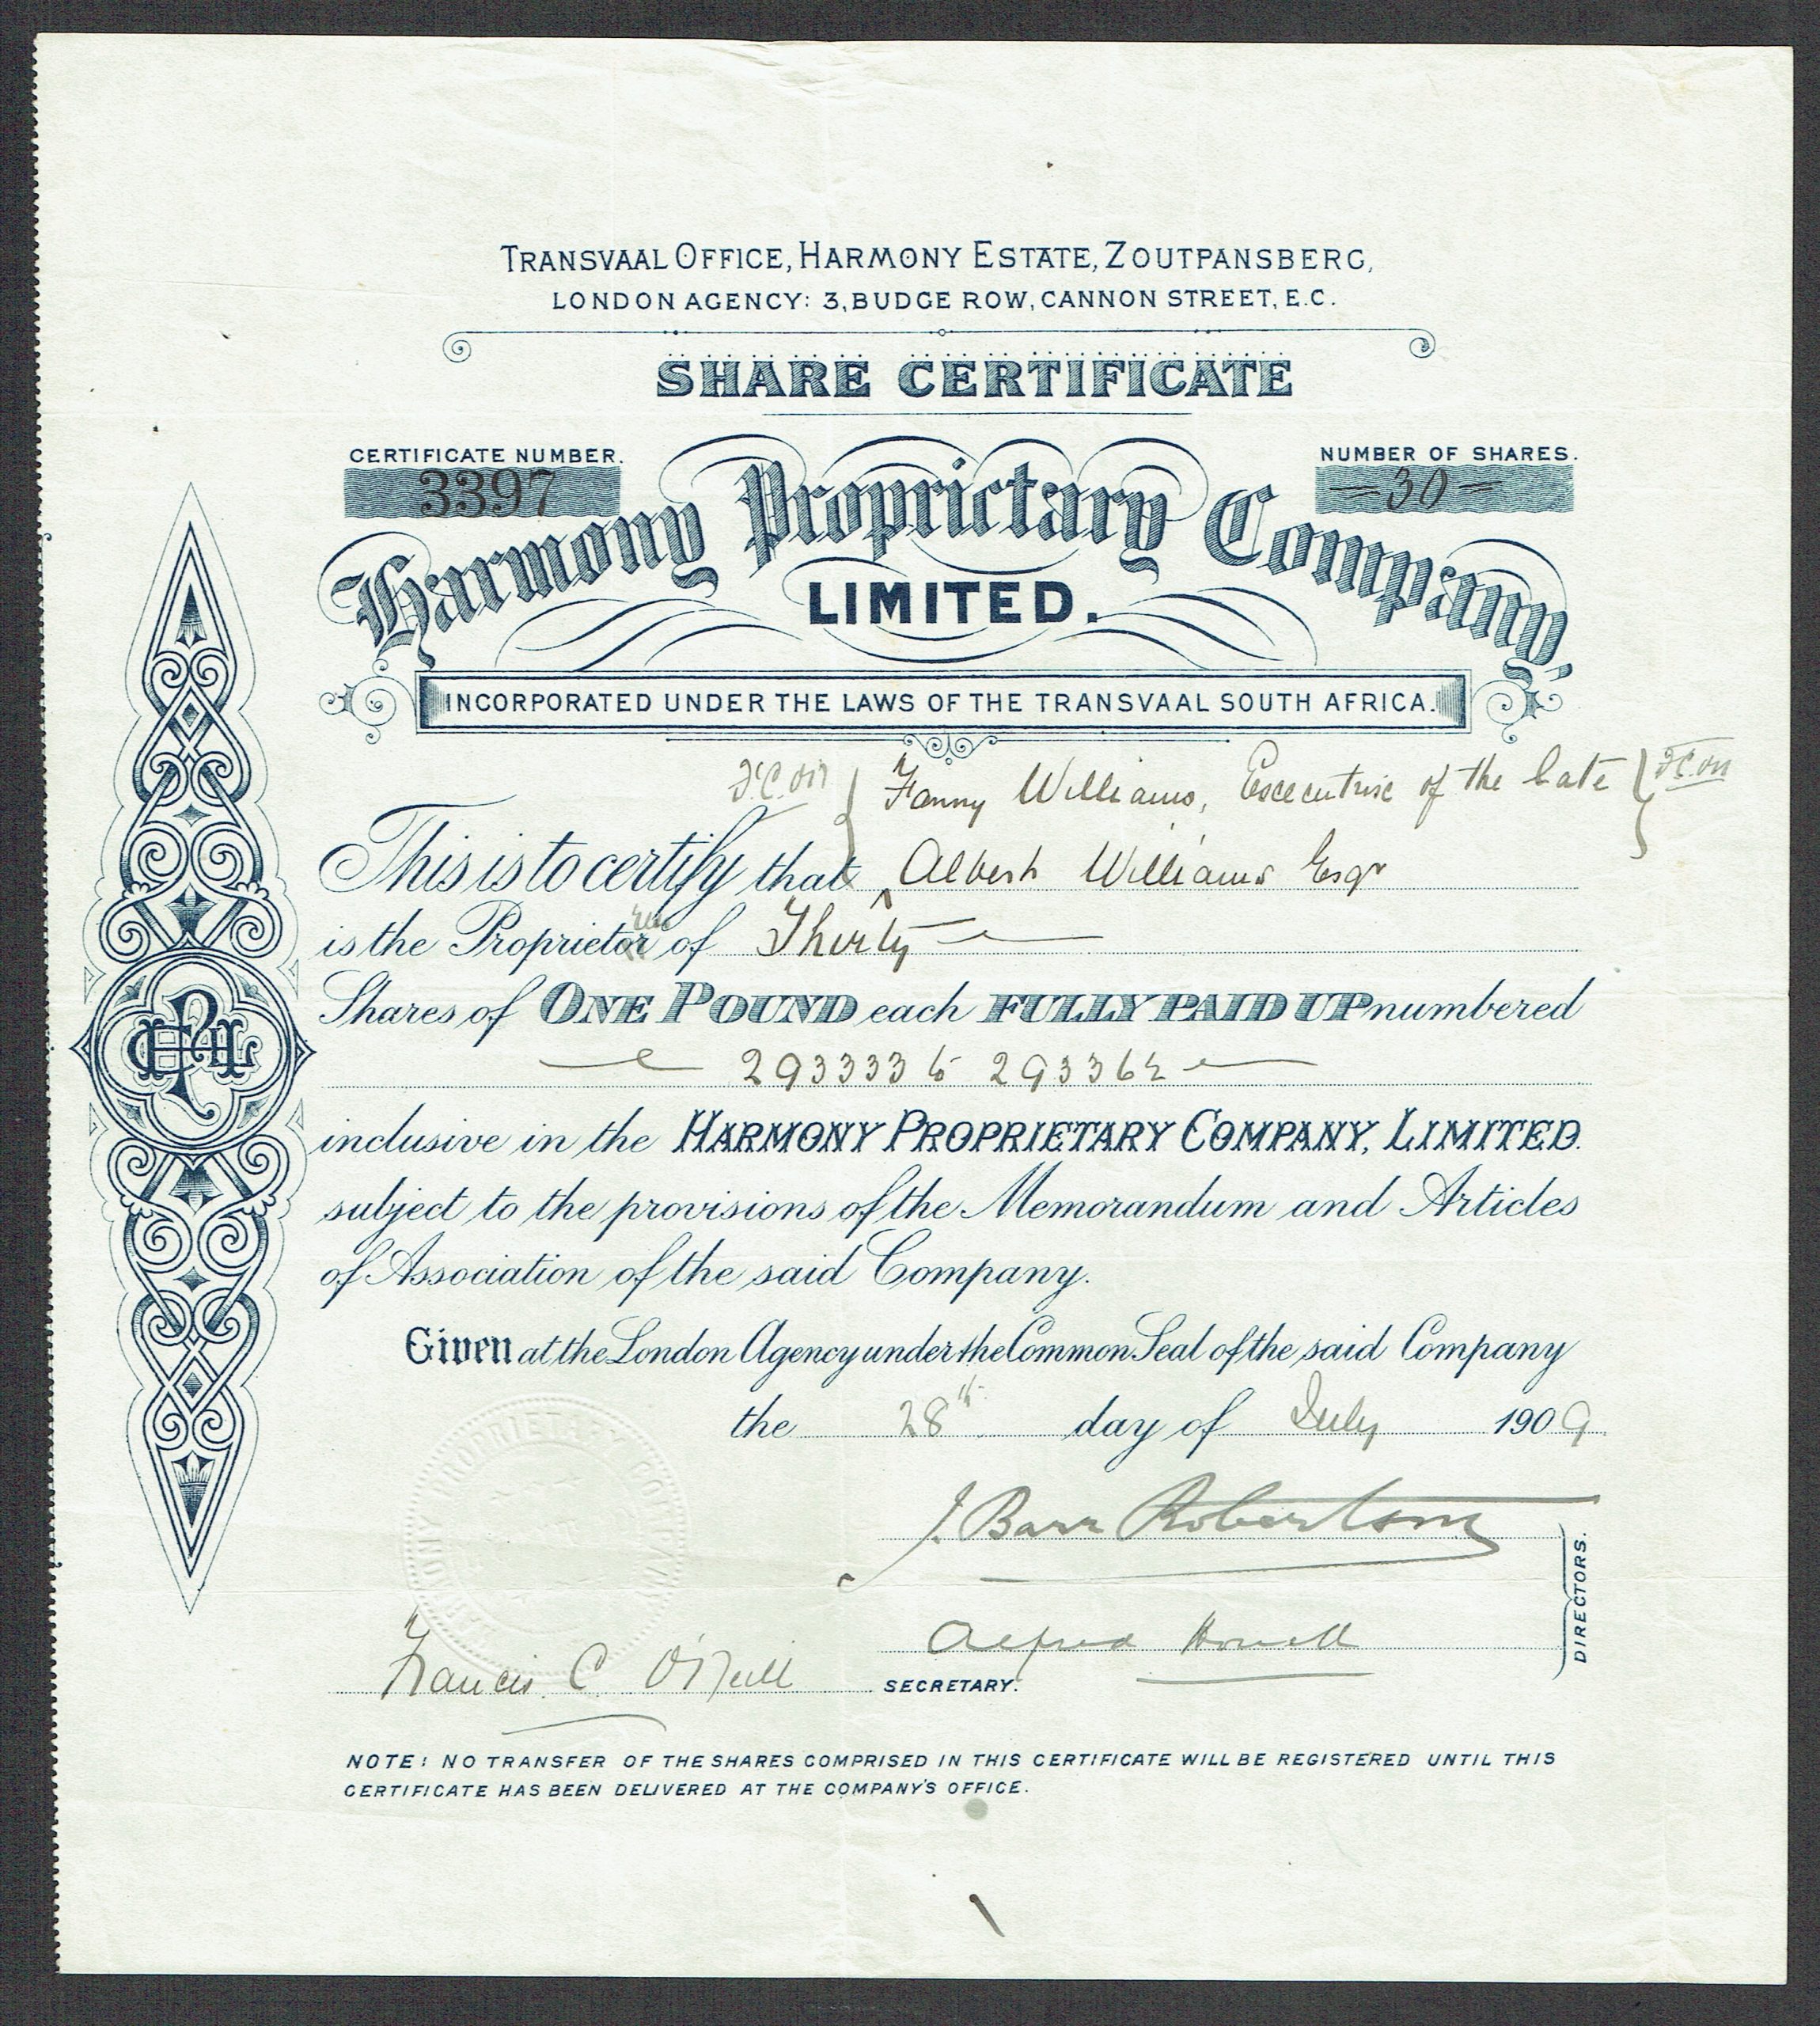 TRANSVAAL OFFICE, HARMONY ESTATE, ZOUTPANSBERG,
LONDON AGENCY: 3, BUDGE ROW, CANNON STREET, E.C.
SHARE CERTIFICATE
CERTIFICATE NUMBER.
3397
NUMBER OF SHARES.
=30=
Harmony Proprietary Company,
LIMITED.
INCORPORATED UNDER THE LAWS OF THE TRANSVAAL SOUTH AFRICA.
Fanny Williams, Executrix of the late
This is to certify that Albert Williams Esqr
is the Proprietor of Thirty
Shares of ONE POUND each FULLY PAID UP numbered
293333 to 293362
inclusive in the HARMONY PROPRIETARY COMPANY, LIMITED.
subject to the provisions of the Memorandum and Articles
of Association of the said Company.
Given at the London Agency under the Common Seal of the said Company
the 28th day of July 1909
J. Barr Robertson
Alfred Howell
DIRECTORS.
Francis C. O'Neill SECRETARY.
NOTE: NO TRANSFER OF THE SHARES COMPRISED IN THIS CERTIFICATE WILL BE REGISTERED UNTIL THIS
CERTIFICATE HAS BEEN DELIVERED AT THE COMPANY'S OFFICE.